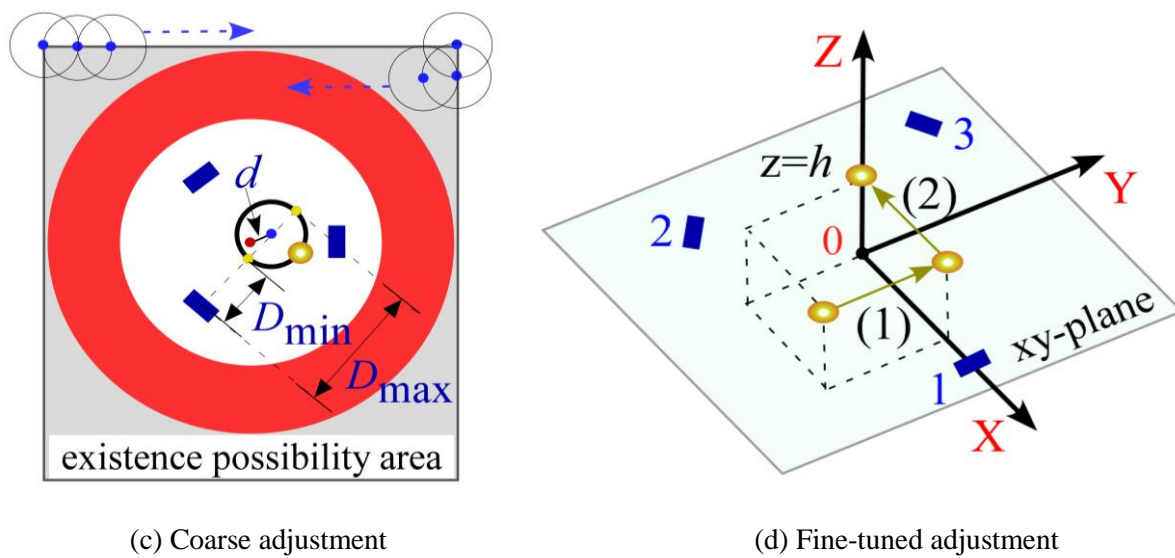 d
D min
D max
existence possibility area
(c) Coarse adjustment
Z
3
z=h
(2)
Y
2
0
(1)
xy-plane
1
X
(d) Fine-tuned adjustment